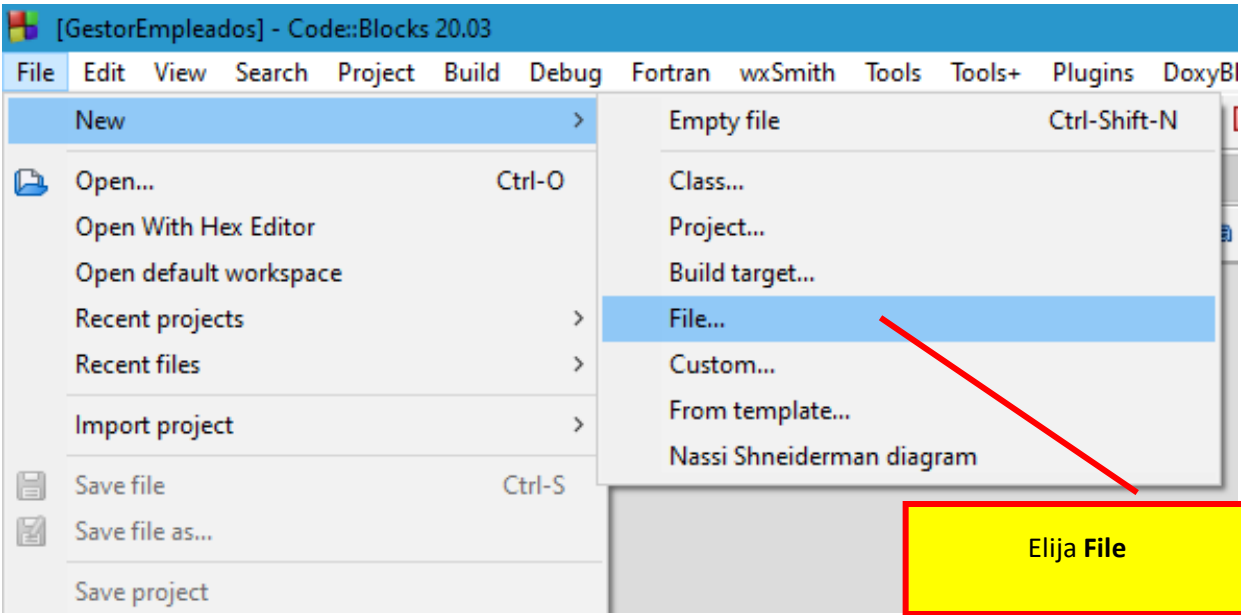 [GestorEmpleados] - Code::Blocks 20.03
File Edit View Search Project Build Debug Fortran wxSmith Tools Tools+ Plugins DoxyBl
New
Open... Ctrl-O
Open With Hex Editor
Open default workspace
Recent projects
Recent files
Import project
Save file Ctrl-S
Save file as...
Save project
Empty file Ctrl-Shift-N
Class...
Project...
Build target...
File...
Custom...
From template...
Nassi Shneiderman diagram
Elija File